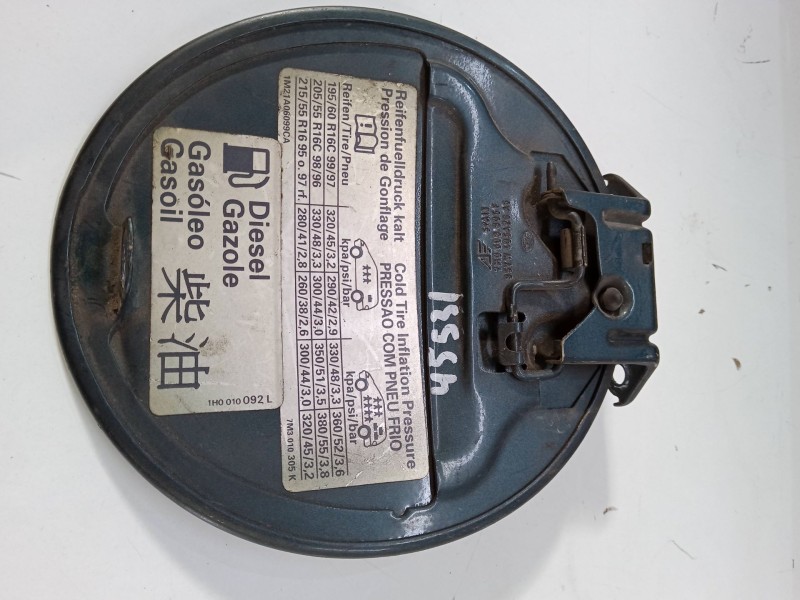 Reifenfuelldruck kalt Cold Tire Inflation Pressure
Pression de Gonflage PRESSAO COM PNEU FRIO
kpa/psi/bar kpa/psi/bar
Reifen/Tire/Pneu
195/60 R16C 99/97 320/45/3,2 290/42/2,9 330/48/3,3 360/52/3,6
205/55 R16C 98/96 330/48/3,3 300/44/3,0 350/51/3,5 380/55/3,8
215/55 R16 95 o. 97 rf. 280/41/2,8 260/38/2,6 300/44/3,0 320/45/3,2
1M21A06099CA 7M3 010 305 K
Diesel
Gazole
Gasóleo
Gasoil
柴油
1H0 010 092 L
45531